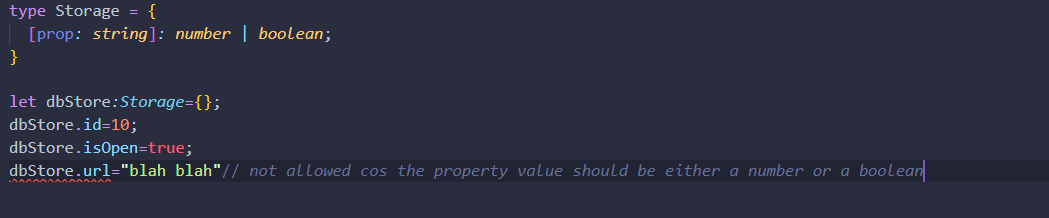 type Storage = {
[prop: string]: number | boolean;
}
let dbStore:Storage={};
dbStore.id=10;
dbStore.isOpen=true;
dbStore.url="blah blah"// not allowed cos the property value should be either a number or a boolean